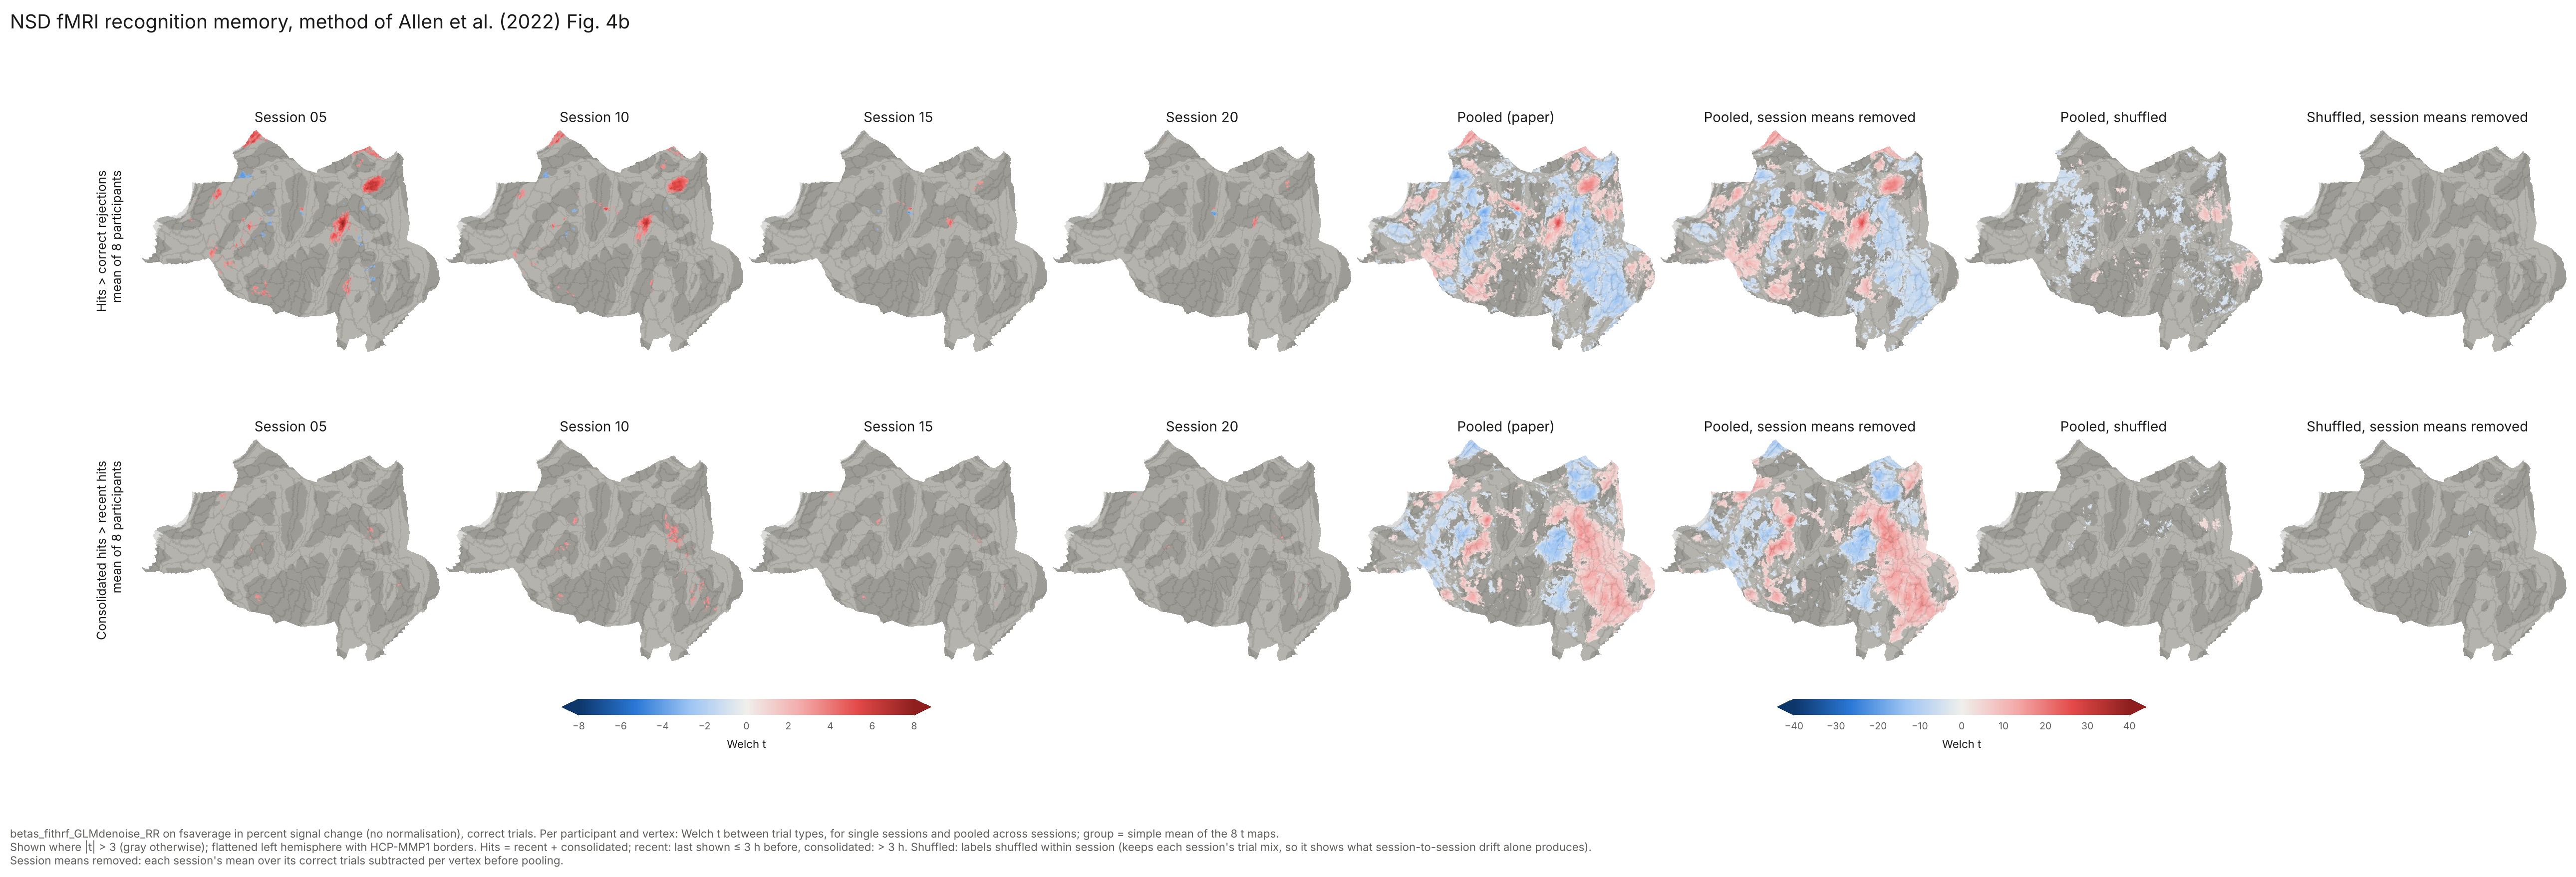 NSD fMRI recognition memory, method of Allen et al. (2022) Fig. 4b
Hits > correct rejections
mean of 8 participants
Session 05
Session 10
Session 15
Session 20
Pooled (paper)
Pooled, session means removed
Pooled, shuffled
Shuffled, session means removed
Consolidated hits > recent hits
mean of 8 participants
Session 05
Session 10
Session 15
Session 20
Pooled (paper)
Pooled, session means removed
Pooled, shuffled
Shuffled, session means removed
−8 −6 −4 −2 0 2 4 6 8
Welch t
−40 −30 −20 −10 0 10 20 30 40
Welch t
betas_fithrf_GLMdenoise_RR on fsaverage in percent signal change (no normalisation), correct trials. Per participant and vertex: Welch t between trial types, for single sessions and pooled across sessions; group = simple mean of the 8 t maps.
Shown where |t| > 3 (gray otherwise); flattened left hemisphere with HCP-MMP1 borders. Hits = recent + consolidated; recent: last shown ≤ 3 h before, consolidated: > 3 h. Shuffled: labels shuffled within session (keeps each session's trial mix, so it shows what session-to-session drift alone produces).
Session means removed: each session's mean over its correct trials subtracted per vertex before pooling.